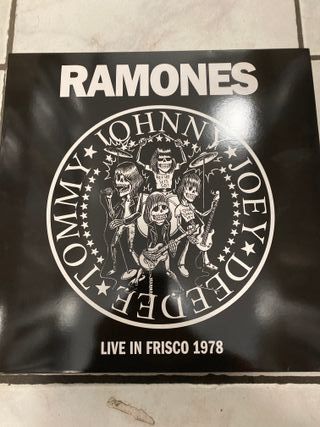 RAMONES
JOHNNY ★ JOEY ★ DEEDEE ★ TOMMY ★
LIVE IN FRISCO 1978